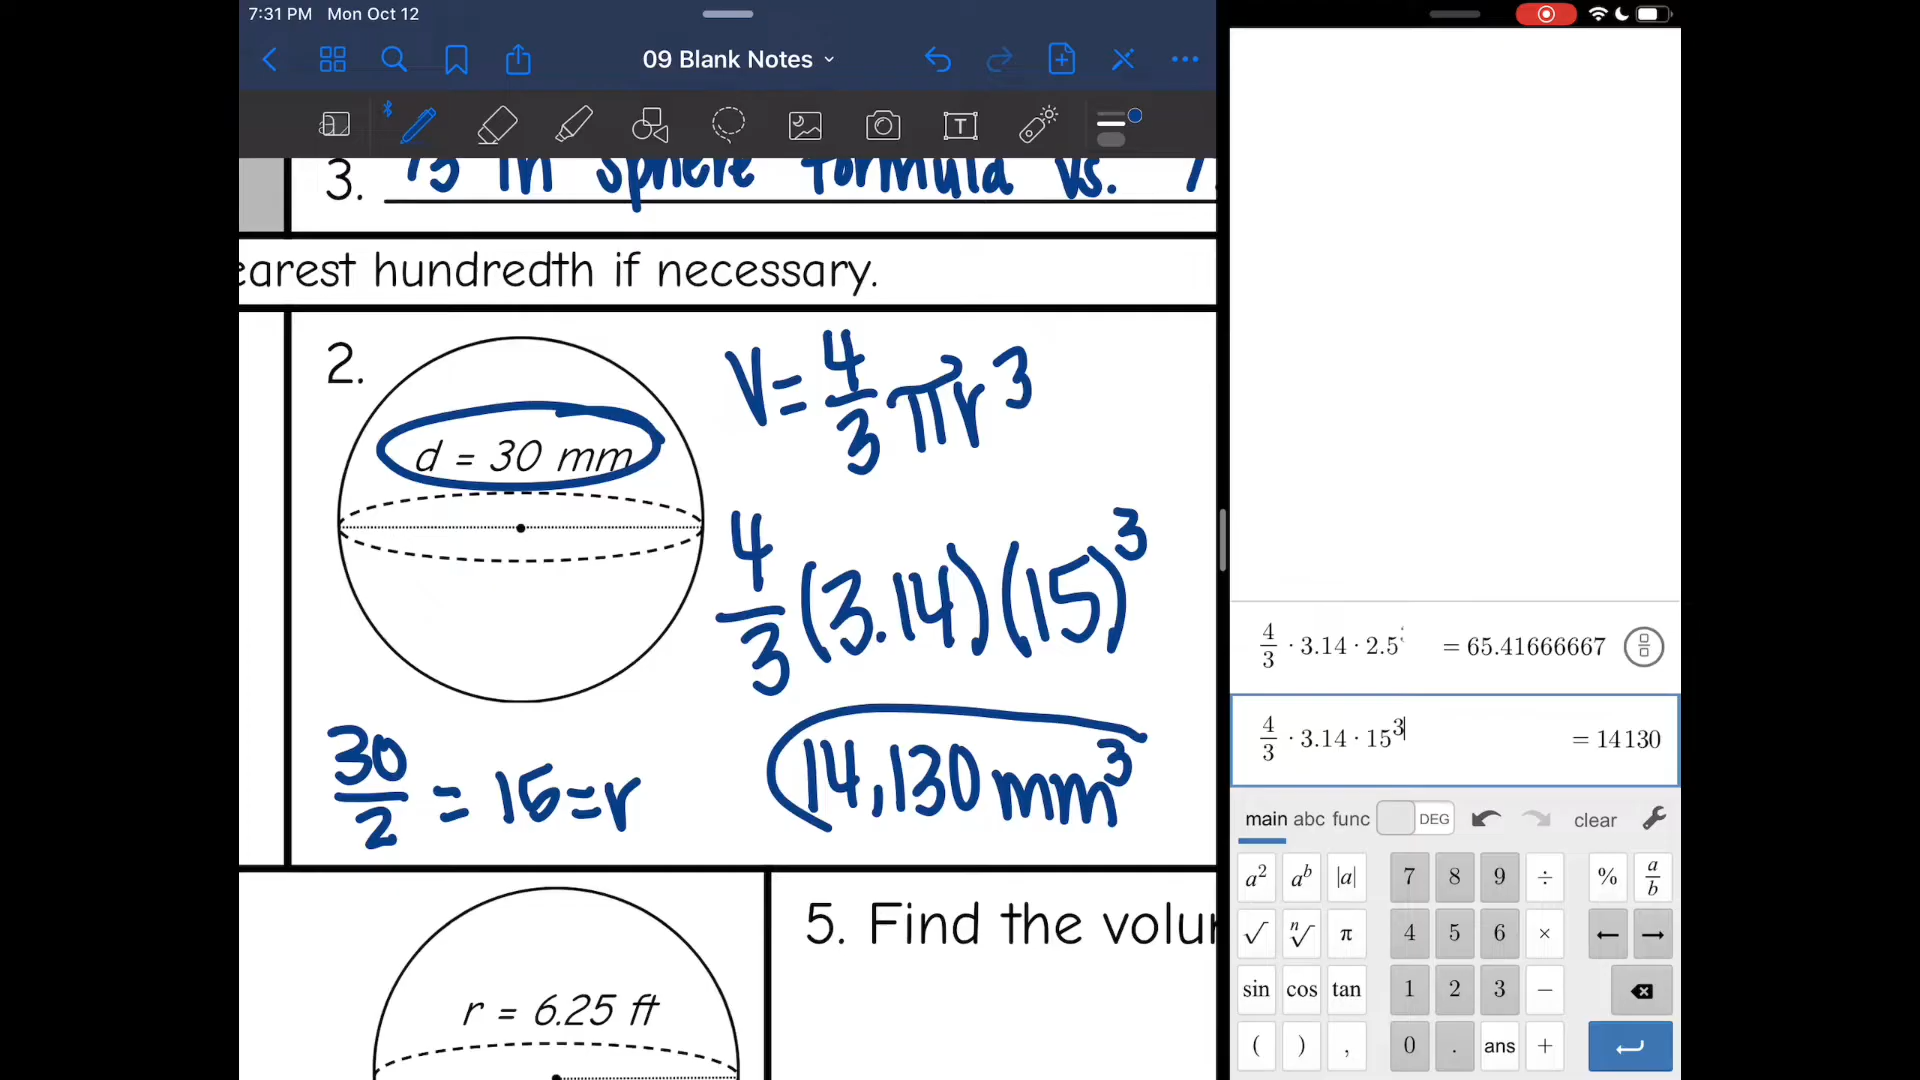 7:31 PM Mon Oct 12
09 Blank Notes
3. in sphere formula vs.
earest hundredth if necessary.
2.
d = 30 mm
V = 4/3 πr³
4/3 (3.14)(15)³
30/2 = 15 = r
14,130 mm³
r = 6.25 ft
5. Find the volu
4/3 · 3.14 · 2.5 = 65.41666667
4/3 · 3.14 · 15³ = 14130
main abc func DEG clear
a² aᵇ |a| 7 8 9 ÷ % a/b
√ ⁿ√ π 4 5 6 × ← →
sin cos tan 1 2 3 −
( ) , 0 . ans +